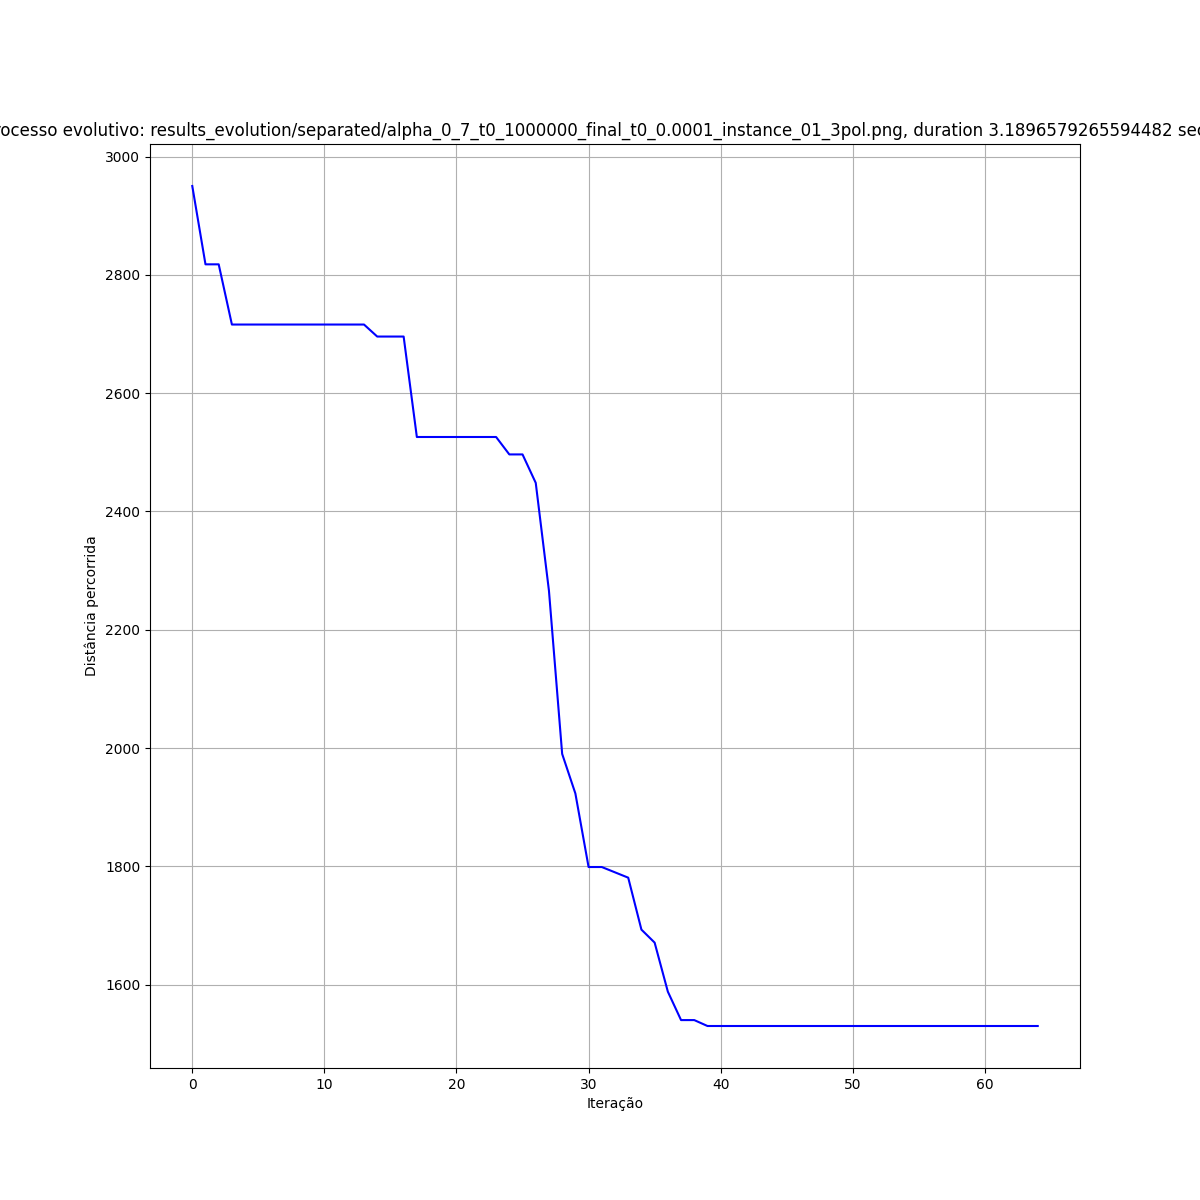 ocesso evolutivo: results_evolution/separated/alpha_0_7_t0_1000000_final_t0_0.0001_instance_01_3pol.png, duration 3.1896579265594482 sec
3000
2800
2600
2400
2200
2000
1800
1600
Distância percorrida
0 10 20 30 40 50 60
Iteração